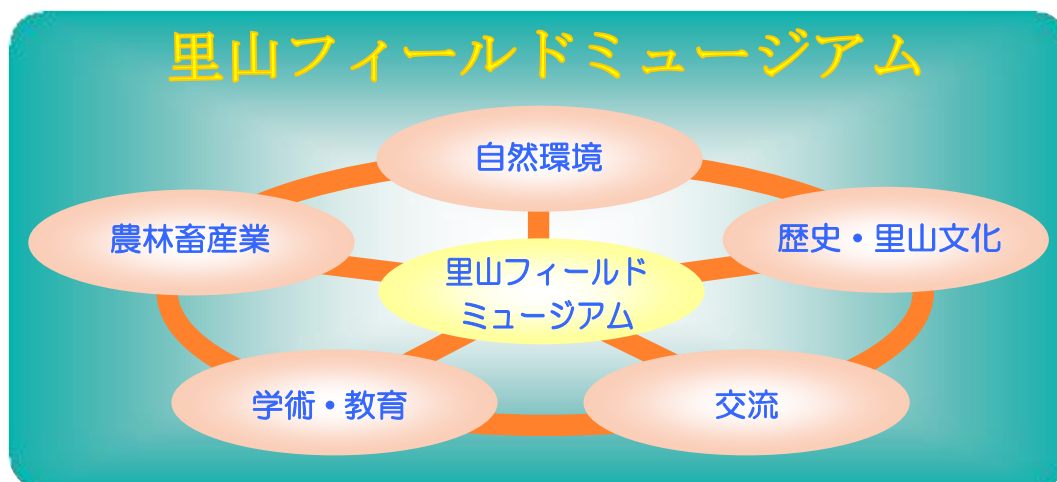 里山フィールドミュージアム
自然環境
農林畜産業
歴史・里山文化
里山フィールド
ミュージアム
学術・教育
交流